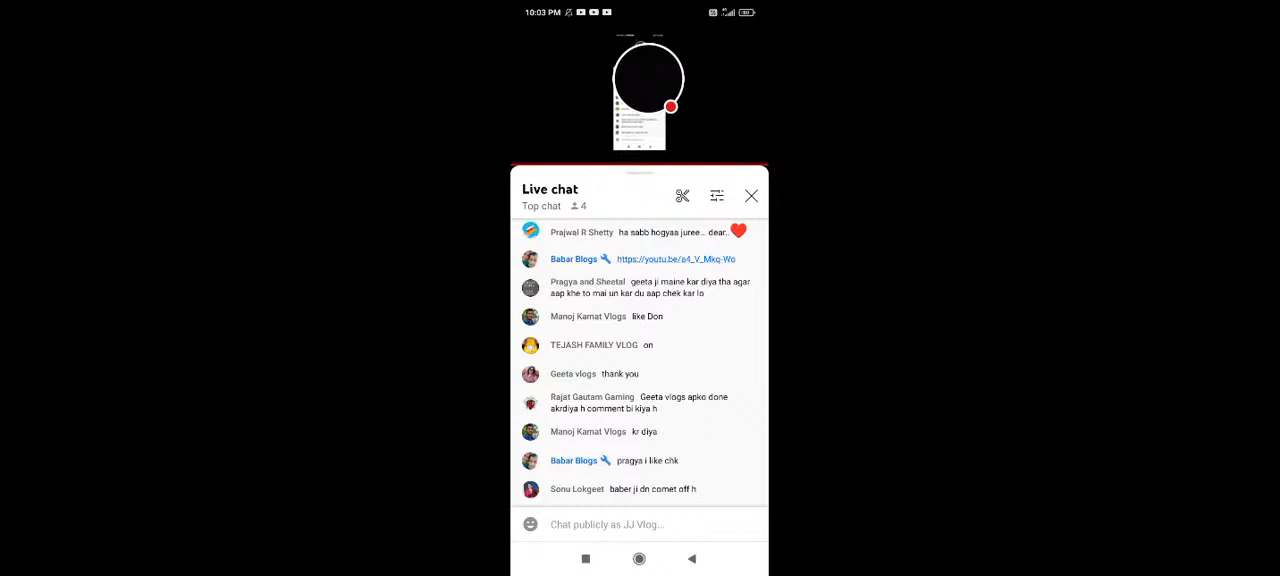 10:03 PM
Live chat
Top chat 4
Prajwal R Shetty ha sabb hogyaa juree... dear..
Babar Blogs https://youtu.be/a4_V_Mkq-Wo
Pragya and Sheetal geeta ji maine kar diya tha agar
aap khe to mai un kar du aap chek kar lo
Manoj Kamat Vlogs like Don
TEJASH FAMILY VLOG on
Geeta vlogs thank you
Rajat Gautam Gaming Geeta vlogs apko done
akrdiya h comment bi kiya h
Manoj Kamat Vlogs kr diya
Babar Blogs pragya i like chk
Sonu Lokgeet baber ji dn comet off h
Chat publicly as JJ Vlog...